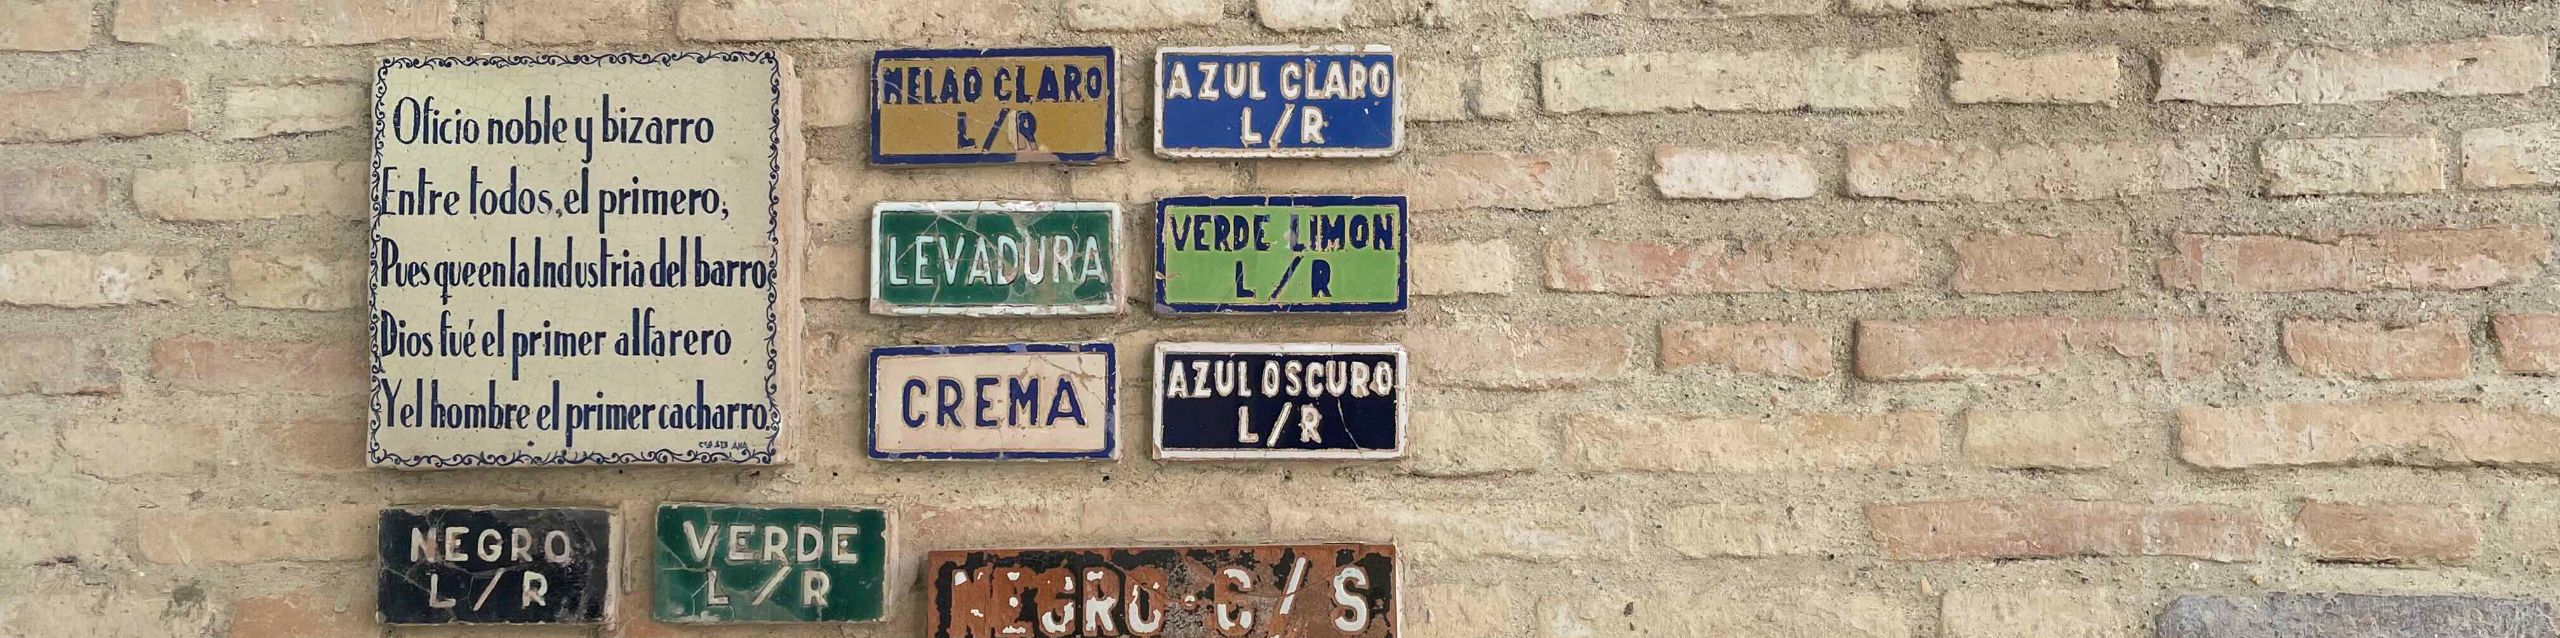 Oficio noble y bizarro
Entre todos, el primero;
Pues que en la Industria del barro
Dios fué el primer alfarero
Y el hombre el primer cacharro.
MELAO CLARO
L/R
AZUL CLARO
L/R
LEVADURA
VERDE LIMON
L/R
CREMA
AZUL OSCURO
L/R
NEGRO
L/R
VERDE
L/R
NEGRO·C/S